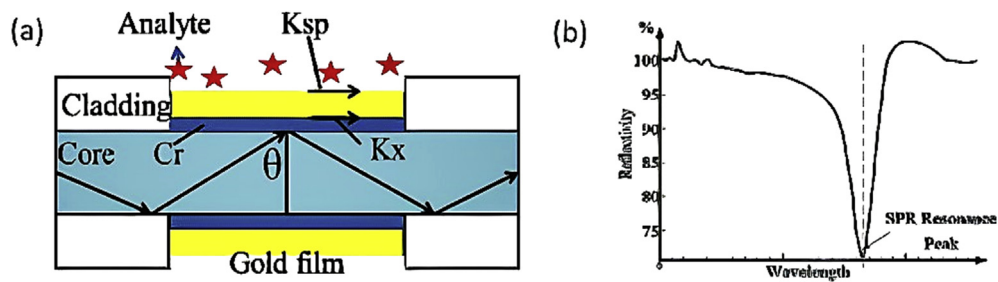 (a)
Analyte
Ksp
Cladding
Core
Cr
θ
Kx
Gold film
(b)
%
100
95
90
85
80
75
Reflectivity
SPR Resonance
Peak
0
Wavelength